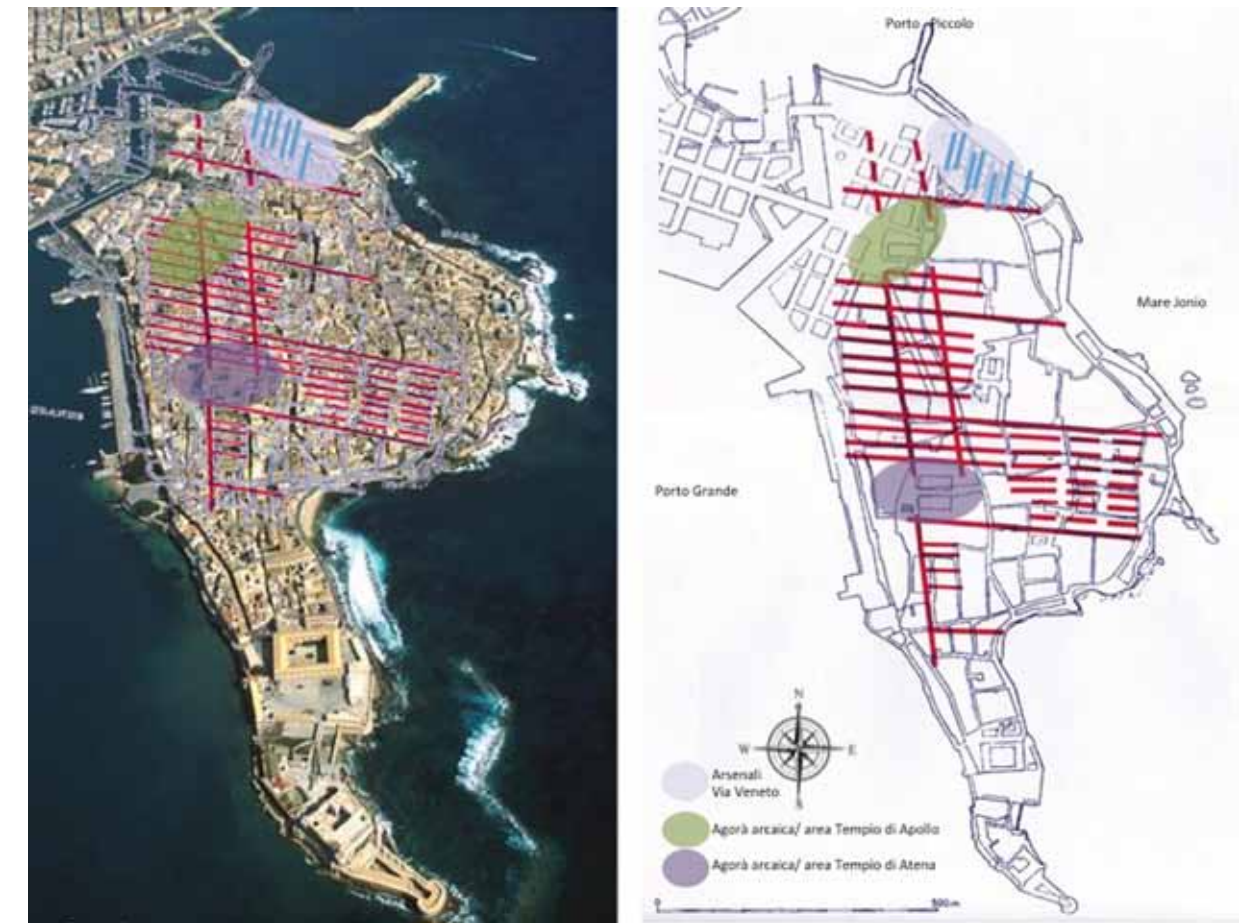 Porto Piccolo
Mare Jonio
Porto Grande
N
W E
S
Arsenali
Via Veneto
Agorà arcaica/ area Tempio di Apollo
Agorà arcaica/ area Tempio di Atena
0 500 m